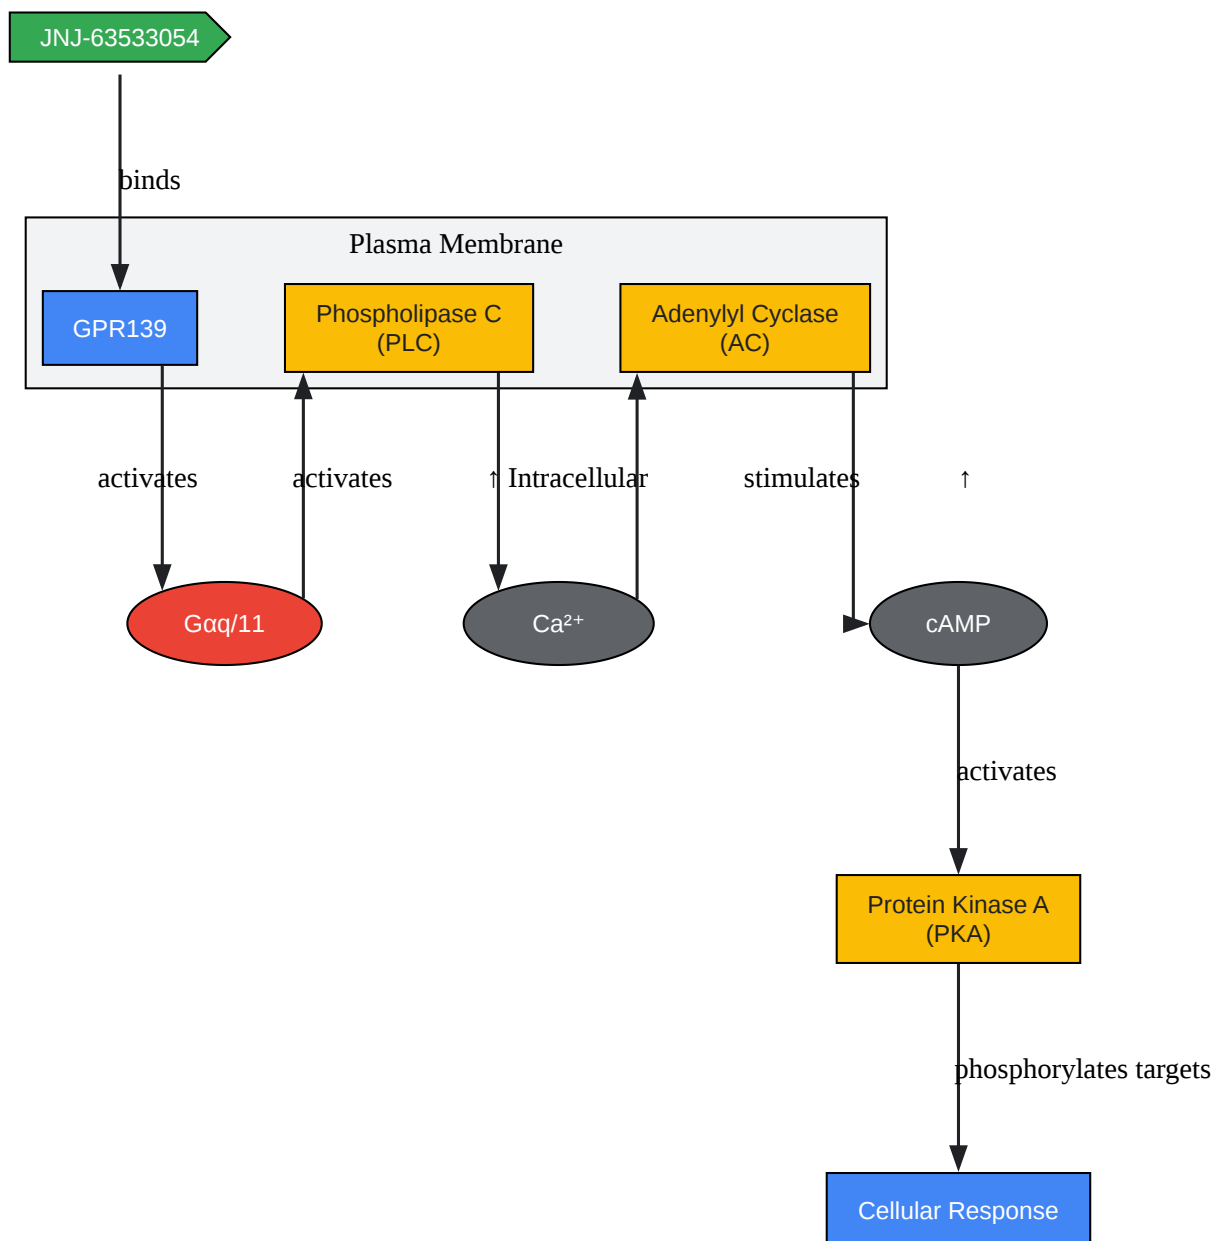 JNJ-63533054
binds
Plasma Membrane
GPR139
Phospholipase C
(PLC)
Adenylyl Cyclase
(AC)
activates
activates
↑ Intracellular
stimulates
↑
Gαq/11
Ca²⁺
cAMP
activates
Protein Kinase A
(PKA)
phosphorylates targets
Cellular Response